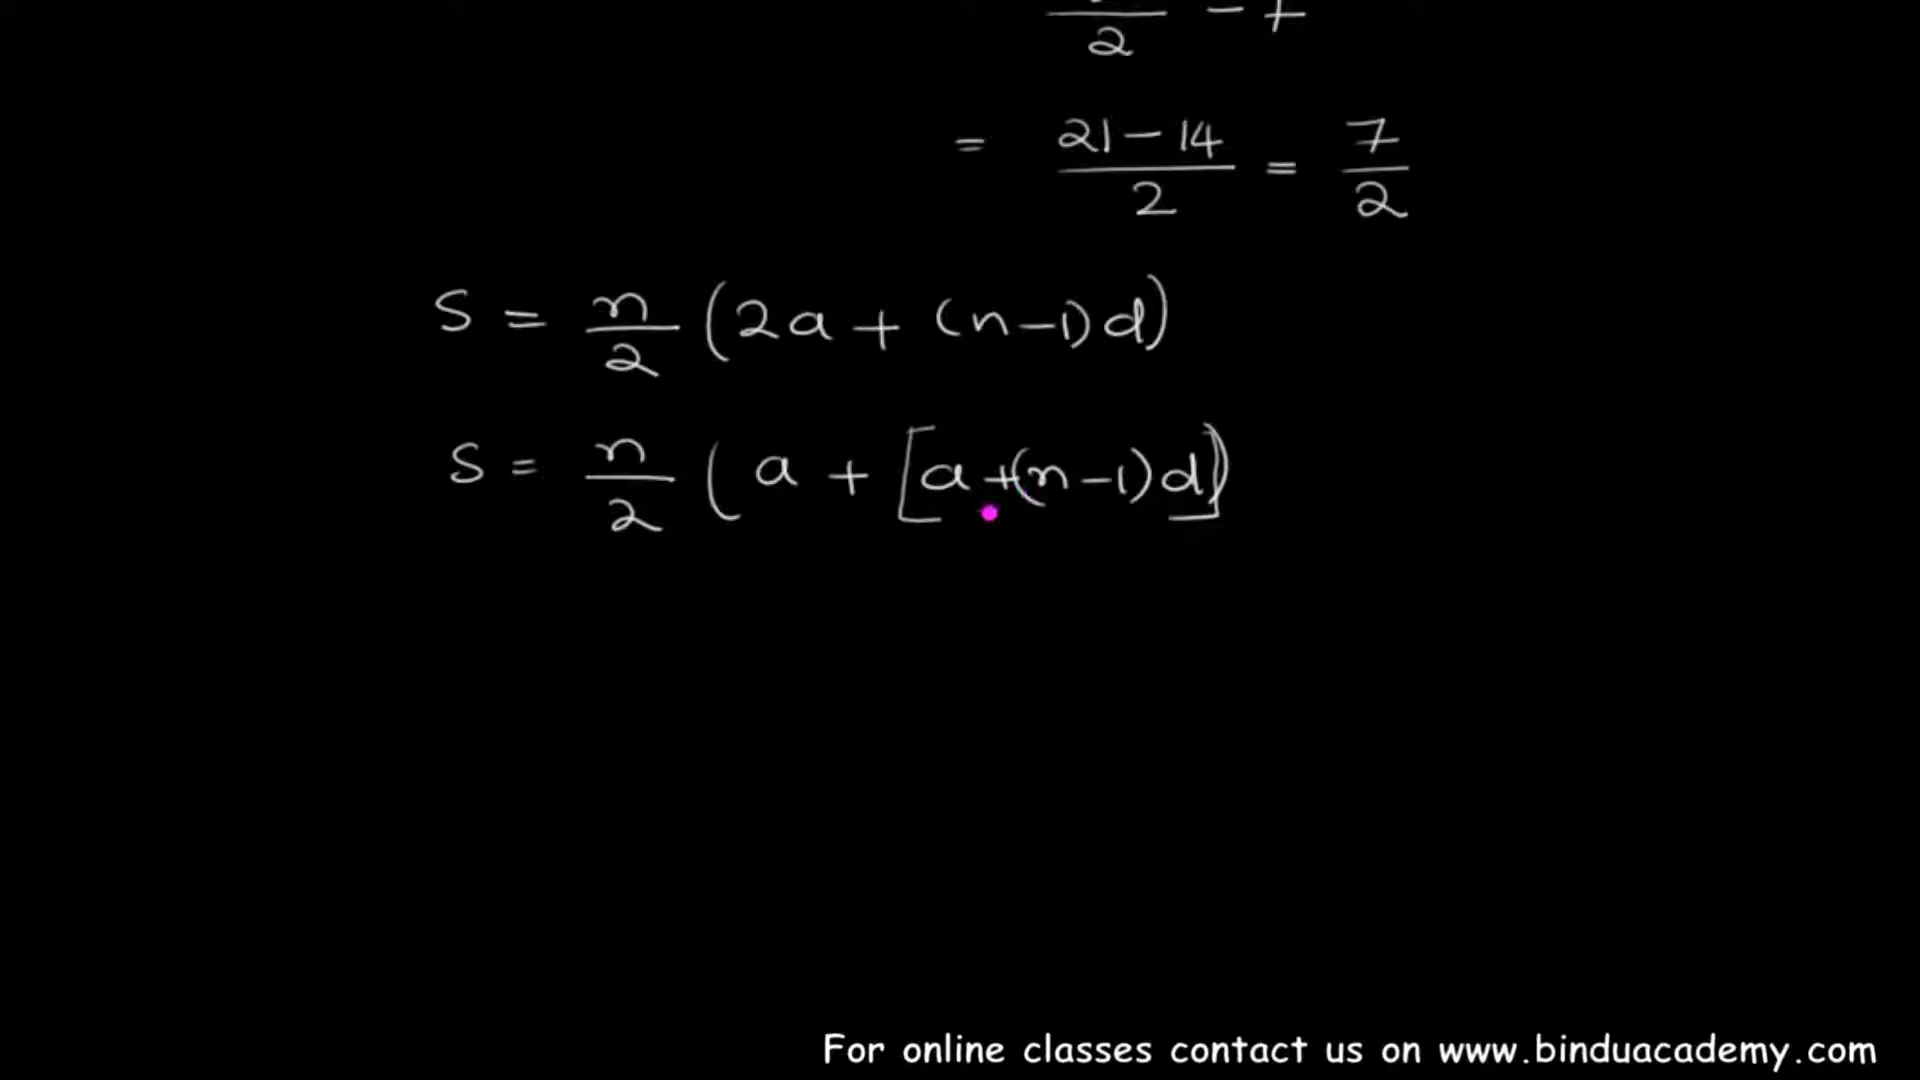 2 -
= 21-14/2 = 7/2
S = n/2 (2a + (n-1)d)
S = n/2 (a + [a+(n-1)d])
For online classes contact us on www.binduacademy.com